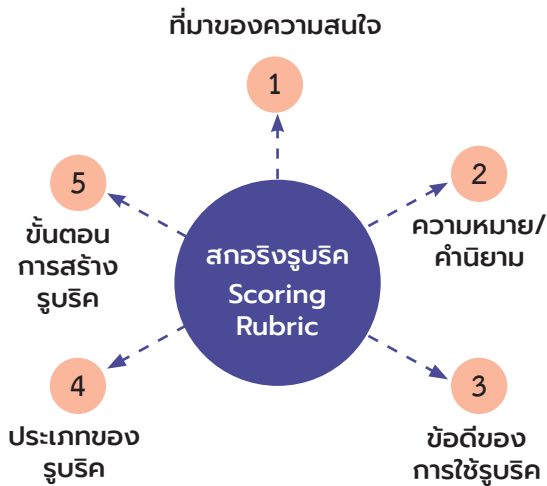 ที่มาของความสนใจ
1
2
ความหมาย/
คำนิยาม
3
ข้อดีของ
การใช้รูบริค
4
ประเภทของ
รูบริค
5
ขั้นตอน
การสร้าง
รูบริค
สกอริงรูบริค
Scoring
Rubric